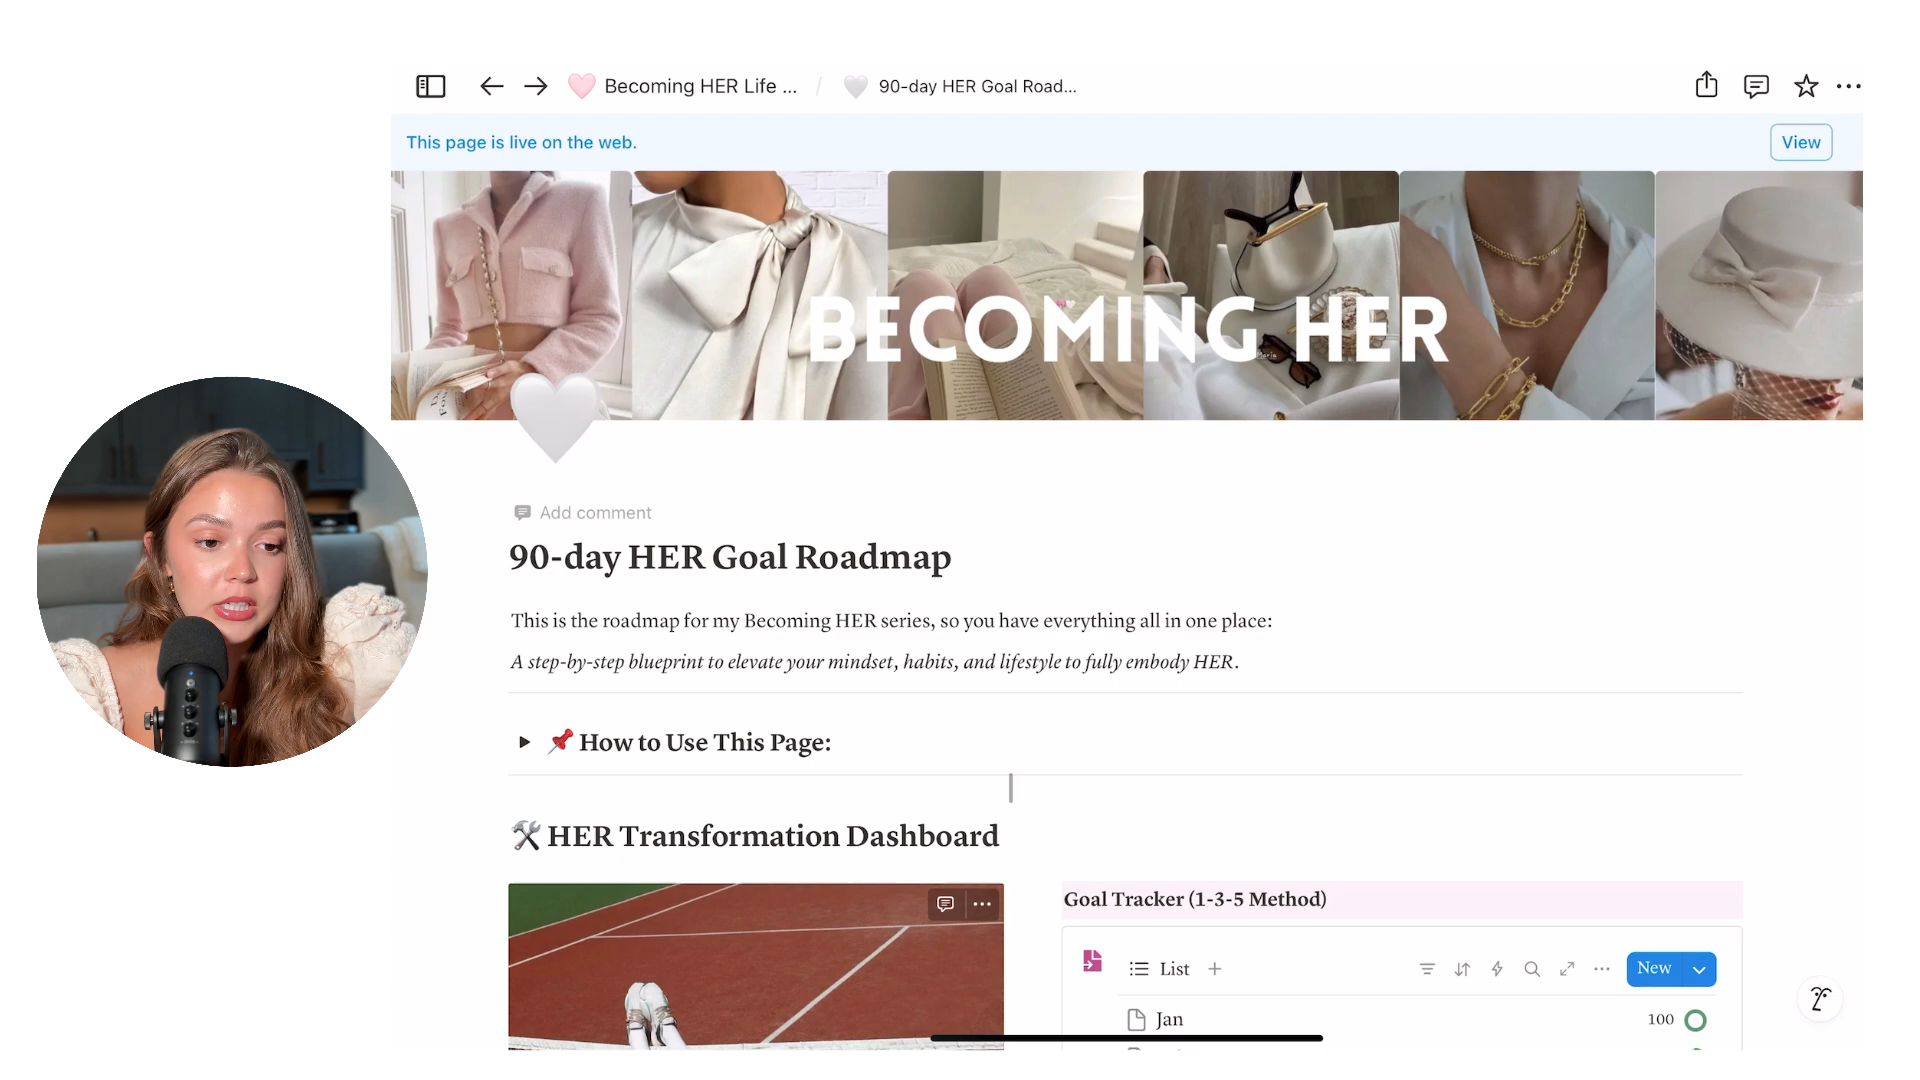 Becoming HER Life ... / 90-day HER Goal Road...
This page is live on the web.
View
BECOMING HER
Maria
Add comment
90-day HER Goal Roadmap
This is the roadmap for my Becoming HER series, so you have everything all in one place:
A step-by-step blueprint to elevate your mindset, habits, and lifestyle to fully embody HER.
How to Use This Page:
HER Transformation Dashboard
Goal Tracker (1-3-5 Method)
List
New
Jan
100